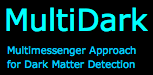 MultiDark
Multimessenger Approach
for Dark Matter Detection